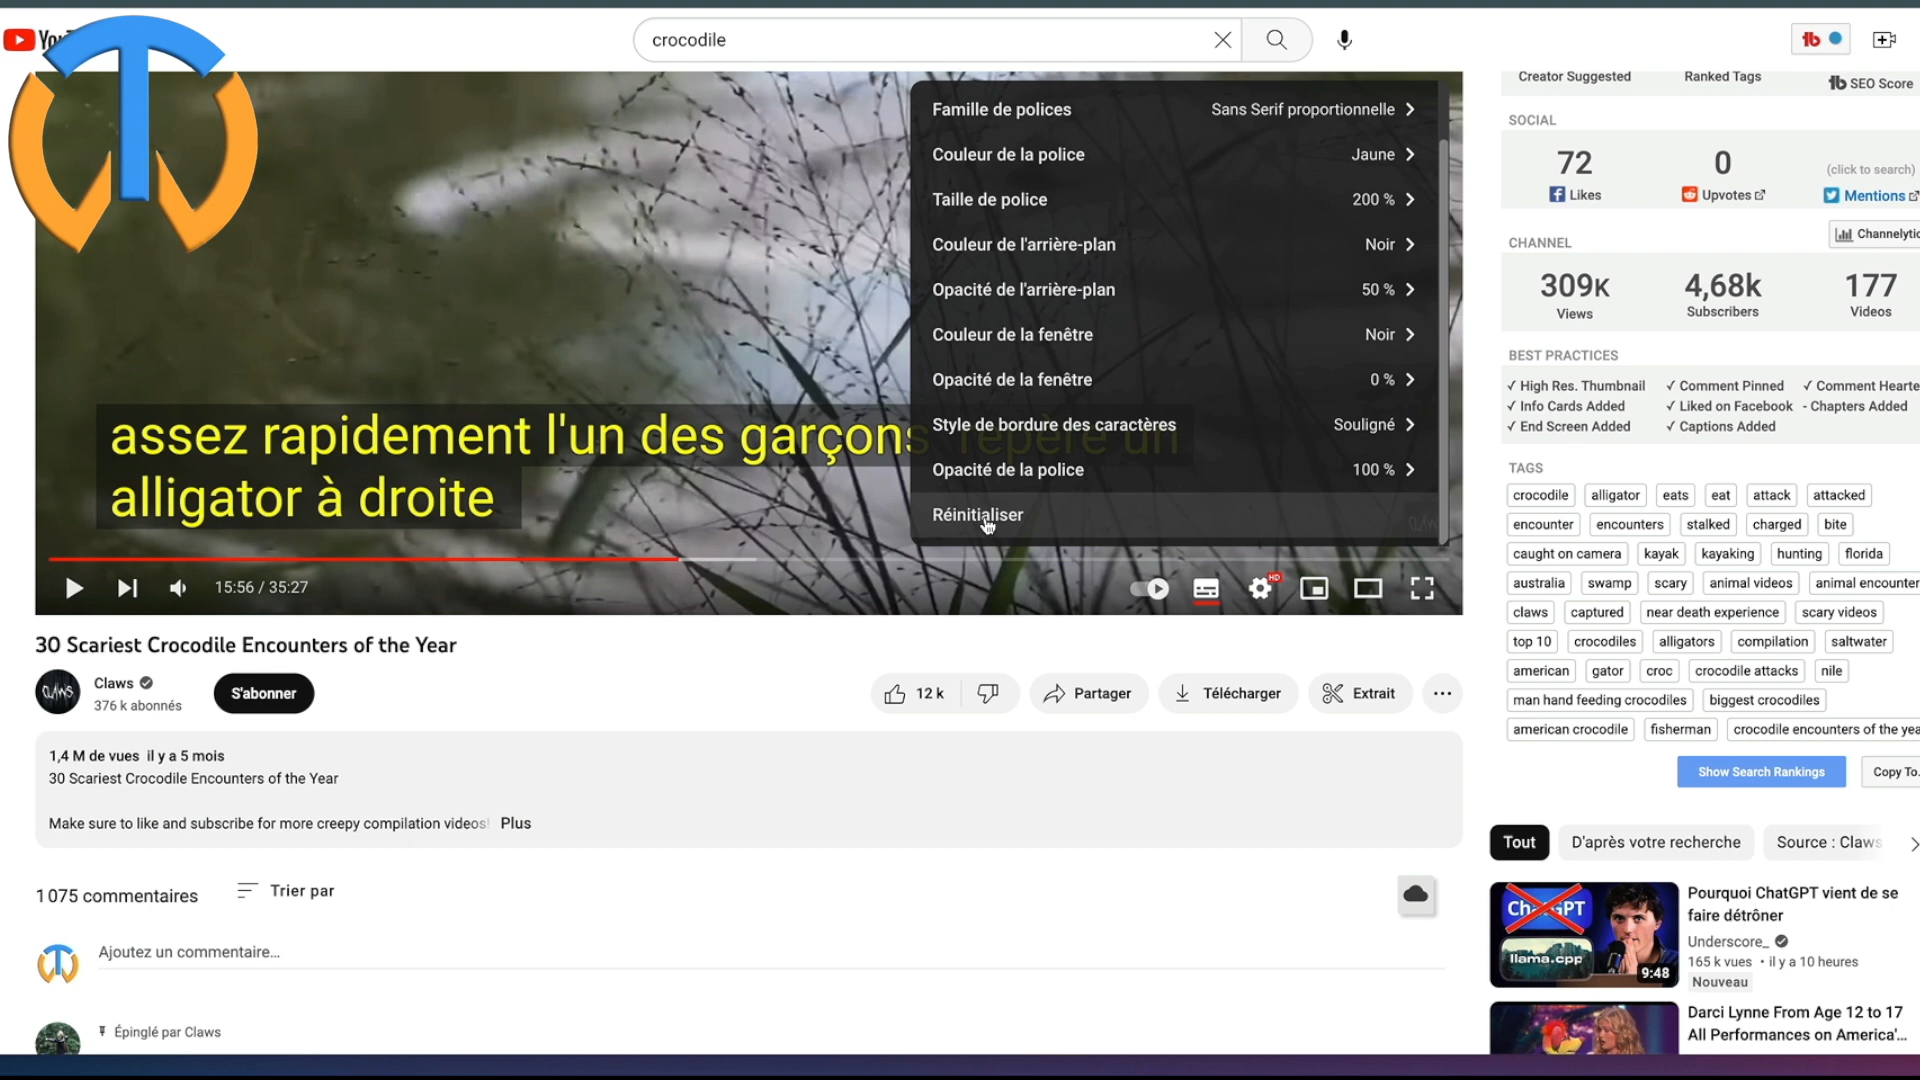 crocodile
Famille de polices Sans Serif proportionnelle
Couleur de la police Jaune
Taille de police 200 %
Couleur de l'arrière-plan Noir
Opacité de l'arrière-plan 50 %
Couleur de la fenêtre Noir
Opacité de la fenêtre 0 %
Style de bordure des caractères Souligné
Opacité de la police 100 %
Réinitialiser
assez rapidement l'un des garçons repère un
alligator à droite
15:56 / 35:27
HD
30 Scariest Crocodile Encounters of the Year
CLAWS
Claws
376 k abonnés
S'abonner
12 k
Partager
Télécharger
Extrait
1,4 M de vues il y a 5 mois
30 Scariest Crocodile Encounters of the Year
Make sure to like and subscribe for more creepy compilation videos! Plus
1 075 commentaires
Trier par
Ajoutez un commentaire...
Épinglé par Claws
Creator Suggested Ranked Tags SEO Score
SOCIAL
72 0 (click to search)
Likes Upvotes Mentions
CHANNEL
Channelytic
309K 4,68k 177
Views Subscribers Videos
BEST PRACTICES
✓ High Res. Thumbnail ✓ Comment Pinned ✓ Comment Hearte
✓ Info Cards Added ✓ Liked on Facebook - Chapters Added
✓ End Screen Added ✓ Captions Added
TAGS
crocodile alligator eats eat attack attacked
encounter encounters stalked charged bite
caught on camera kayak kayaking hunting florida
australia swamp scary animal videos animal encounter
claws captured near death experience scary videos
top 10 crocodiles alligators compilation saltwater
american gator croc crocodile attacks nile
man hand feeding crocodiles biggest crocodiles
american crocodile fisherman crocodile encounters of the yea
Show Search Rankings Copy To.
Tout D'après votre recherche Source : Claws
ChatGPT
llama.cpp
9:48
Pourquoi ChatGPT vient de se
faire détrôner
Underscore_
165 k vues • il y a 10 heures
Nouveau
Darci Lynne From Age 12 to 17
All Performances on America'...